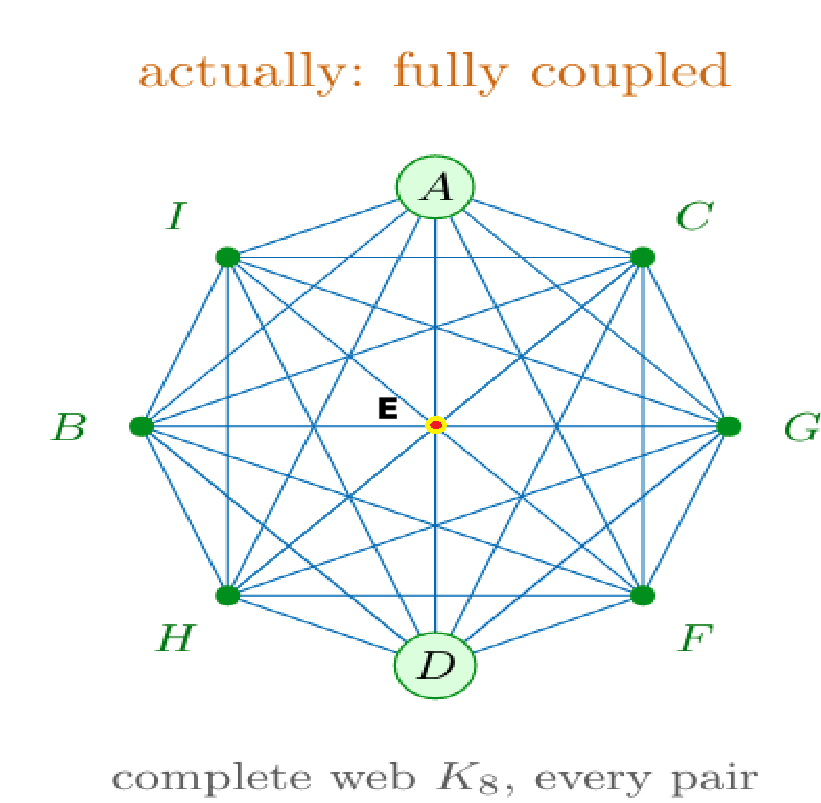 actually: fully coupled
A
I
C
E
B
G
H
F
D
complete web K₈, every pair